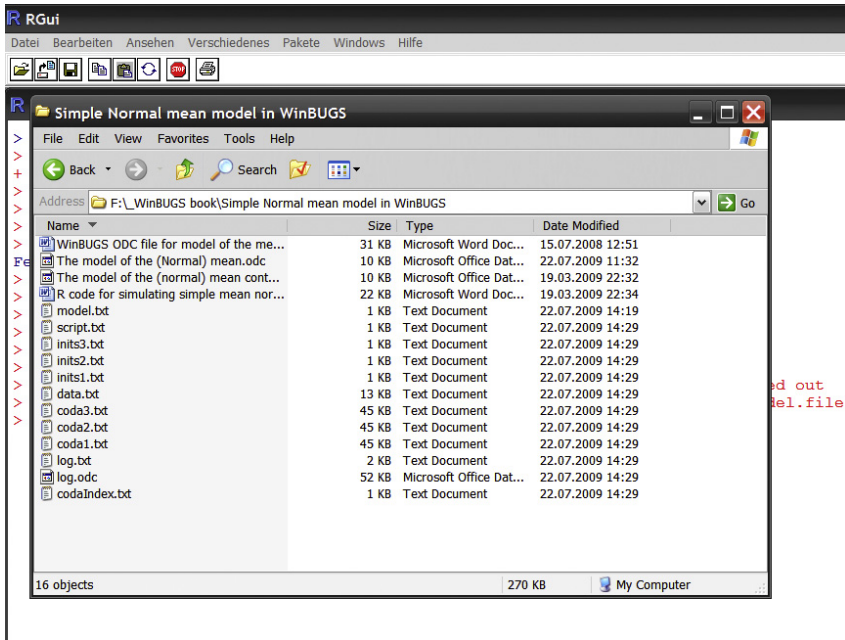 R RGui
Datei Bearbeiten Ansehen Verschiedenes Pakete Windows Hilfe
STOP
R
Simple Normal mean model in WinBUGS
File Edit View Favorites Tools Help
Back Search
Address F:\_WinBUGS book\Simple Normal mean model in WinBUGS Go
Name Size Type Date Modified
WinBUGS ODC file for model of the me... 31 KB Microsoft Word Doc... 15.07.2008 12:51
The model of the (Normal) mean.odc 10 KB Microsoft Office Dat... 22.07.2009 11:32
The model of the (normal) mean cont... 10 KB Microsoft Office Dat... 19.03.2009 22:32
R code for simulating simple mean nor... 22 KB Microsoft Word Doc... 19.03.2009 22:34
model.txt 1 KB Text Document 22.07.2009 14:19
script.txt 1 KB Text Document 22.07.2009 14:29
inits3.txt 1 KB Text Document 22.07.2009 14:29
inits2.txt 1 KB Text Document 22.07.2009 14:29
inits1.txt 1 KB Text Document 22.07.2009 14:29
data.txt 13 KB Text Document 22.07.2009 14:29
coda3.txt 45 KB Text Document 22.07.2009 14:29
coda2.txt 45 KB Text Document 22.07.2009 14:29
coda1.txt 45 KB Text Document 22.07.2009 14:29
log.txt 2 KB Text Document 22.07.2009 14:29
log.odc 52 KB Microsoft Office Dat... 22.07.2009 14:29
codaIndex.txt 1 KB Text Document 22.07.2009 14:29
16 objects 270 KB My Computer
>
>
+
>
>
>
>
Fe
>
>
>
>
>
>
> ed out
> del.file
>